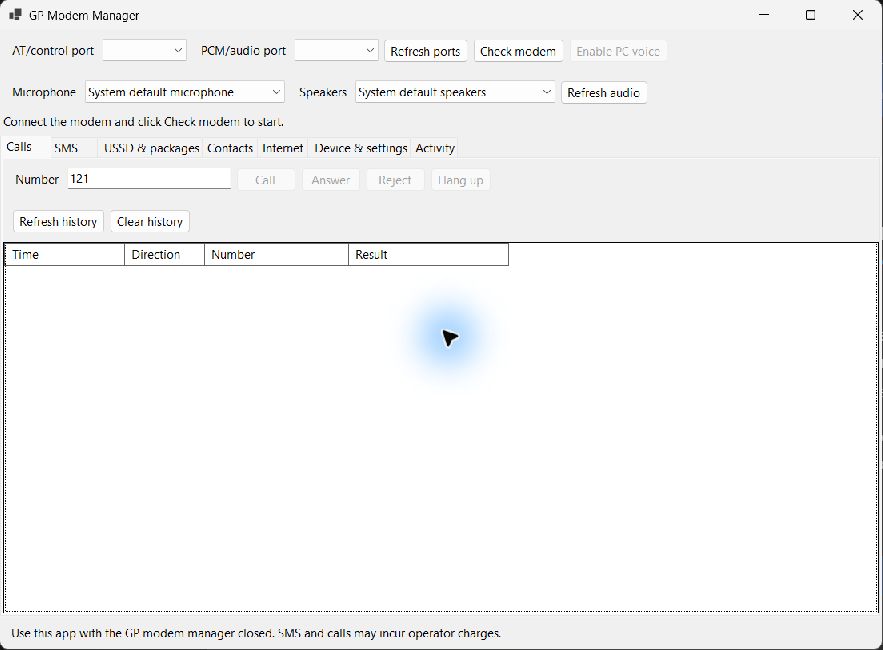 GP Modem Manager
AT/control port PCM/audio port Refresh ports Check modem Enable PC voice
Microphone System default microphone Speakers System default speakers Refresh audio
Connect the modem and click Check modem to start.
Calls SMS USSD & packages Contacts Internet Device & settings Activity
Number 121 Call Answer Reject Hang up
Refresh history Clear history
Time Direction Number Result
Use this app with the GP modem manager closed. SMS and calls may incur operator charges.